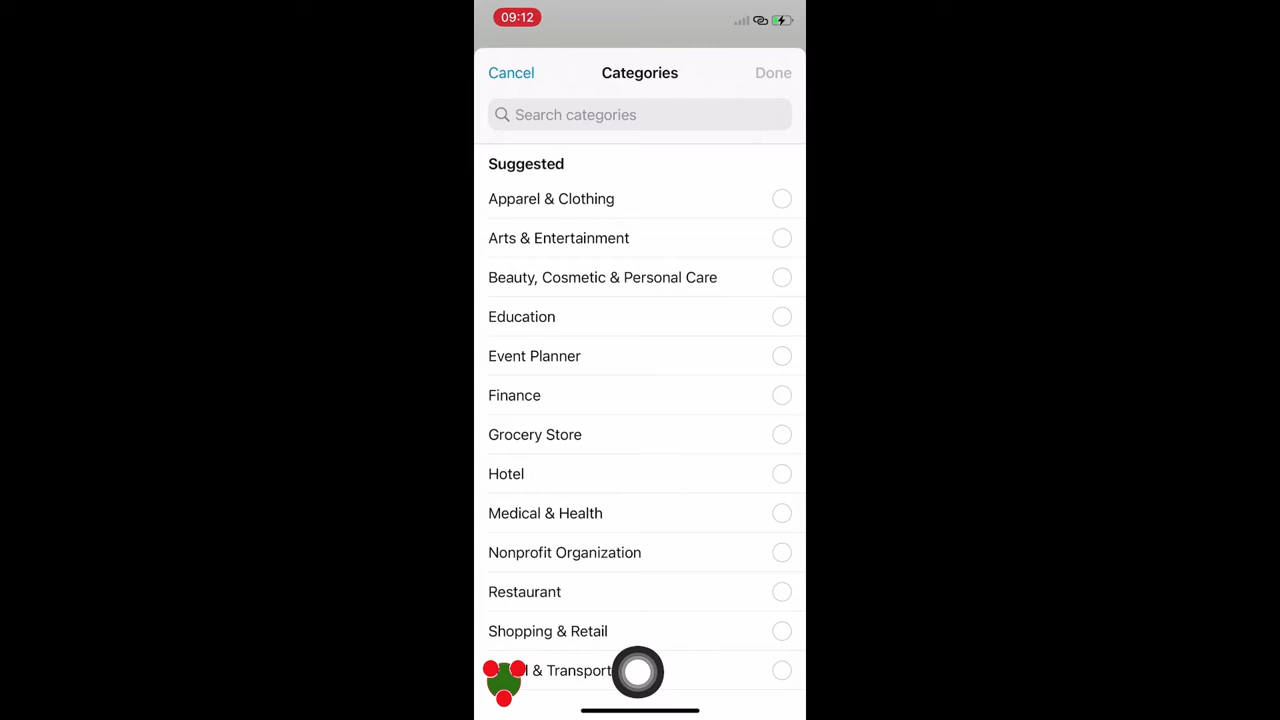 09:12
Cancel
Categories
Done
Search categories
Suggested
Apparel & Clothing
Arts & Entertainment
Beauty, Cosmetic & Personal Care
Education
Event Planner
Finance
Grocery Store
Hotel
Medical & Health
Nonprofit Organization
Restaurant
Shopping & Retail
& Transport